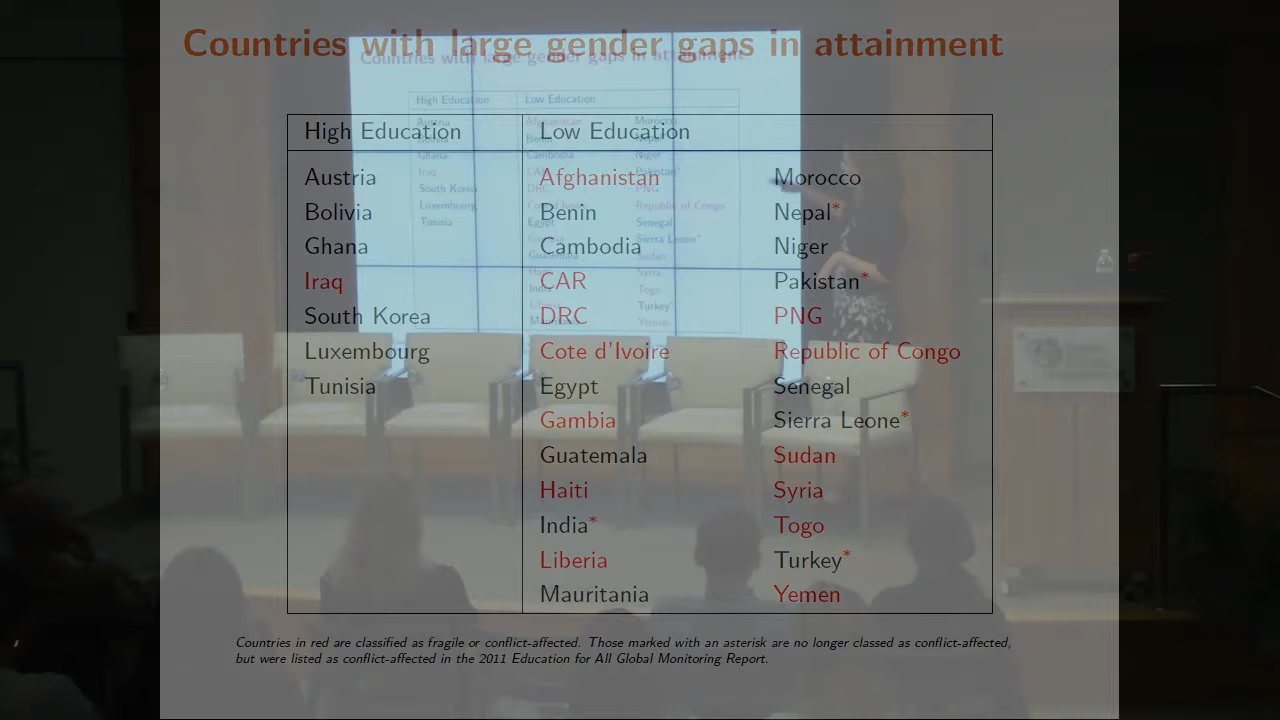 Countries with large gender gaps in attainment
High Education Low Education
Austria Afghanistan Morocco
Bolivia Benin Nepal*
Ghana Cambodia Niger
Iraq CAR Pakistan*
South Korea DRC PNG
Luxembourg Cote d'Ivoire Republic of Congo
Tunisia Egypt Senegal
Gambia Sierra Leone*
Guatemala Sudan
Haiti Syria
India* Togo
Liberia Turkey*
Mauritania Yemen
Countries in red are classified as fragile or conflict-affected. Those marked with an asterisk are no longer classed as conflict-affected,
but were listed as conflict-affected in the 2011 Education for All Global Monitoring Report.